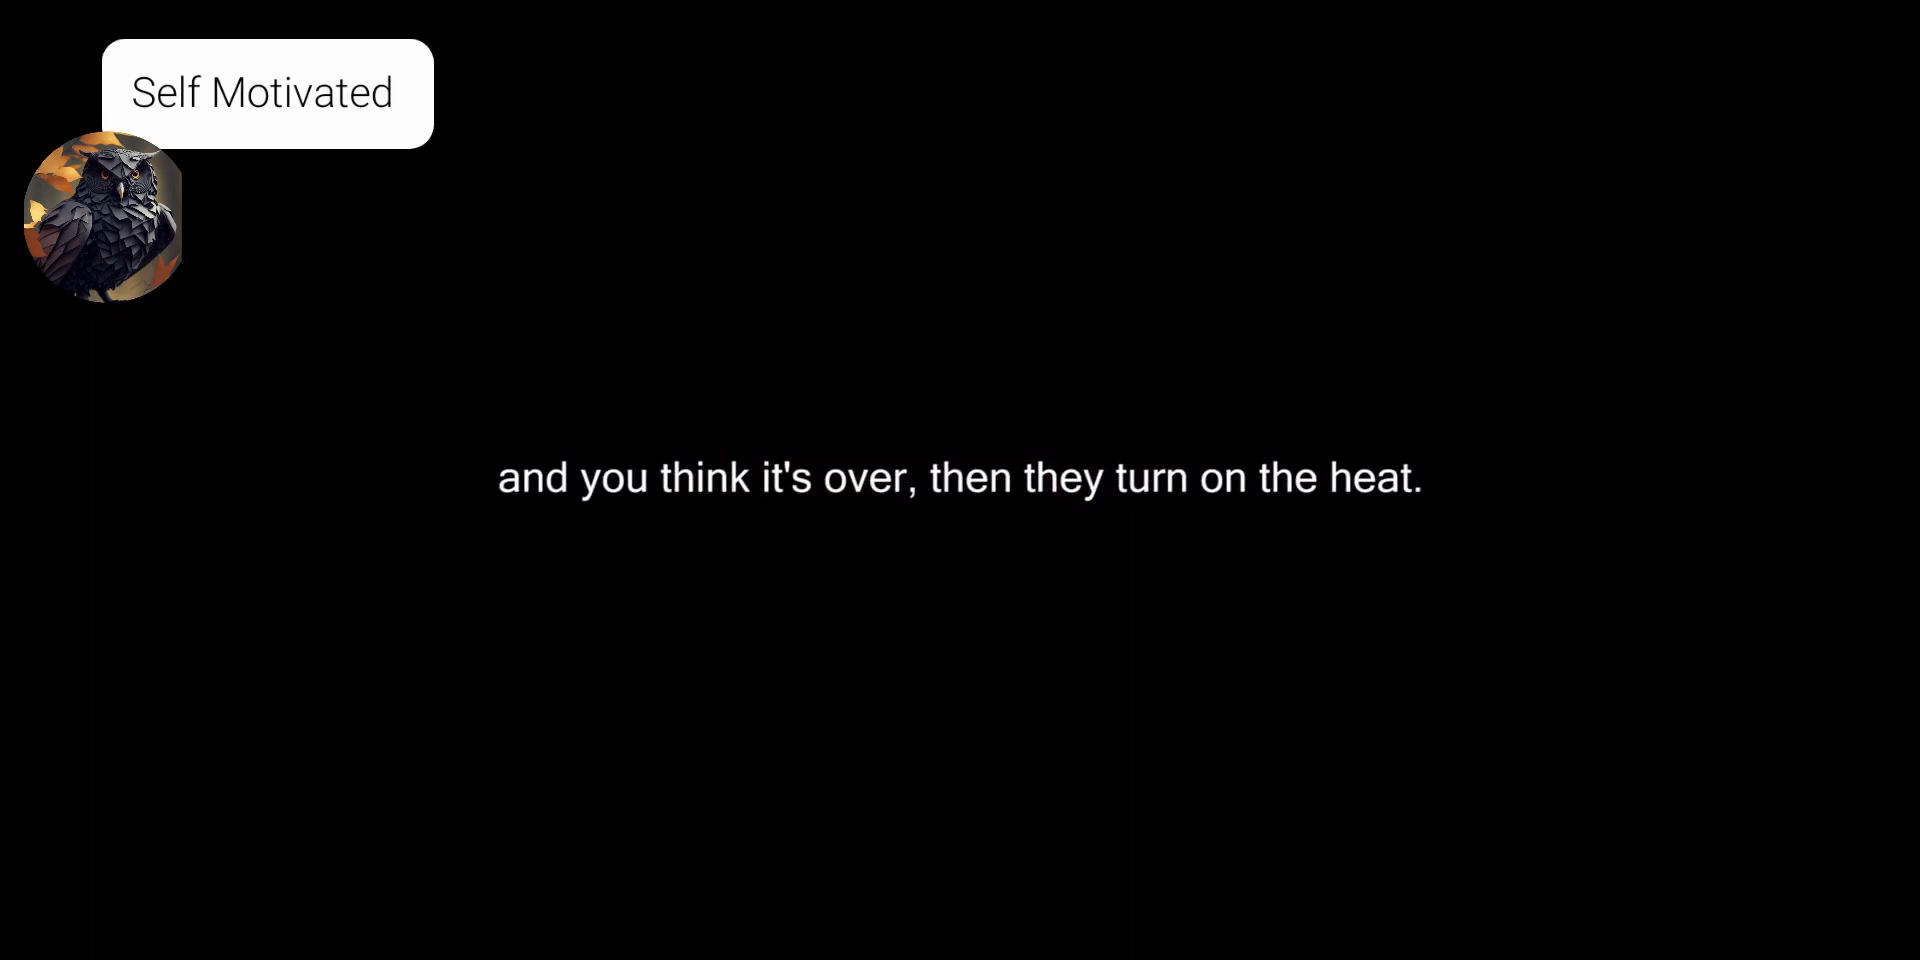 Self Motivated
and you think it's over, then they turn on the heat.